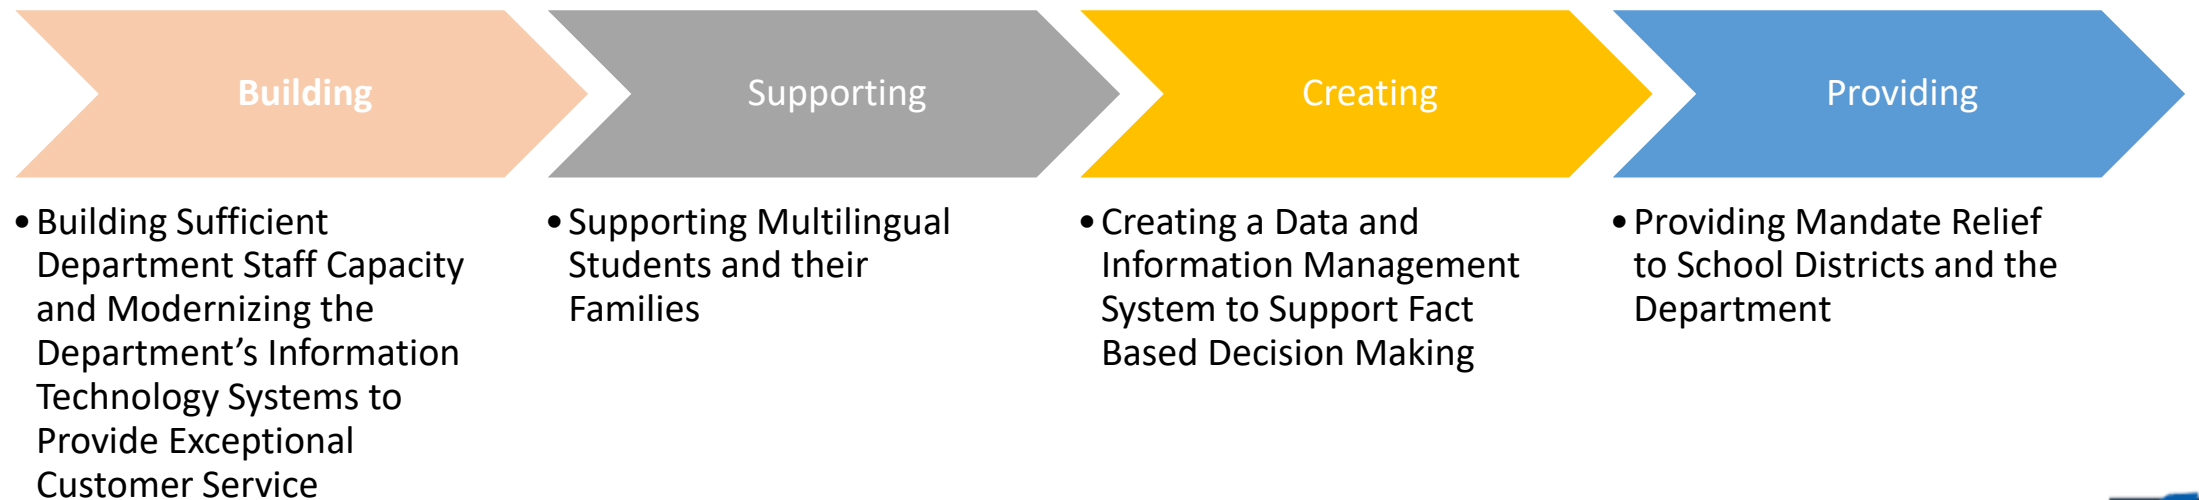 Building
Supporting
Creating
Providing
•Building Sufficient
Department Staff Capacity
and Modernizing the
Department’s Information
Technology Systems to
Provide Exceptional
Customer Service
•Supporting Multilingual
Students and their
Families
•Creating a Data and
Information Management
System to Support Fact
Based Decision Making
•Providing Mandate Relief
to School Districts and the
Department